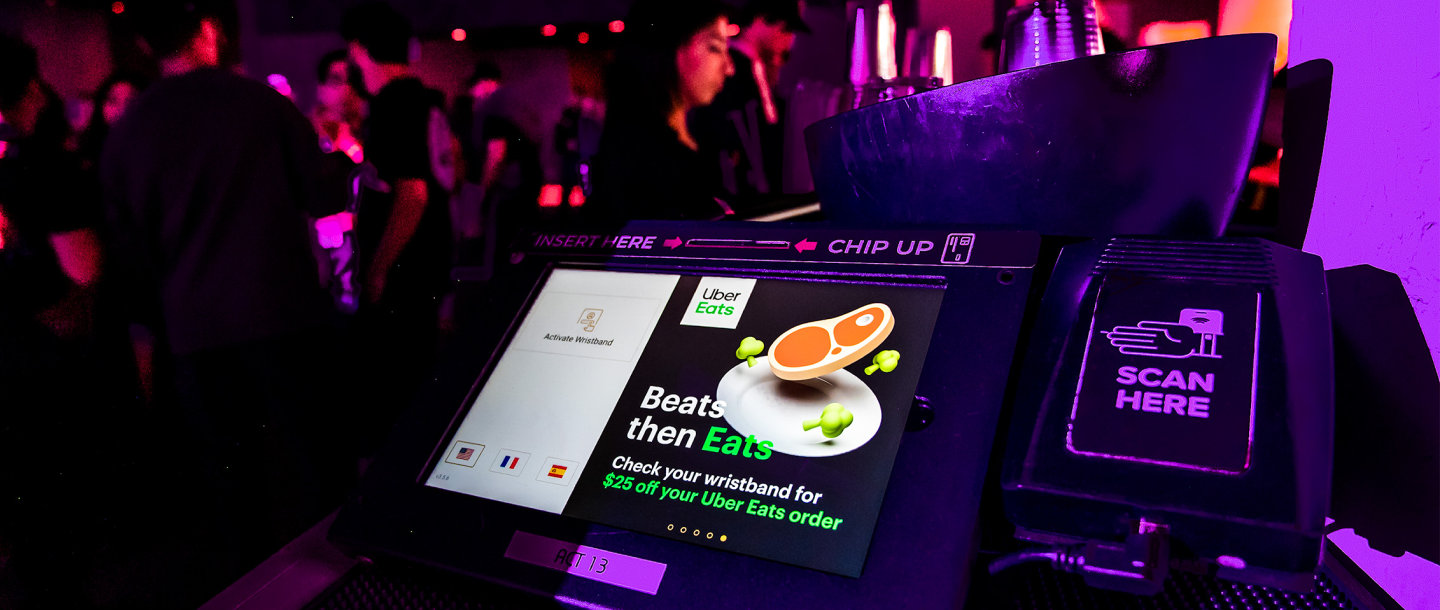 INSERT HERE
CHIP UP
Activate Wristband
Uber
Eats
Beats
then Eats
Check your wristband for
$25 off your Uber Eats order
ACT 13
SCAN
HERE